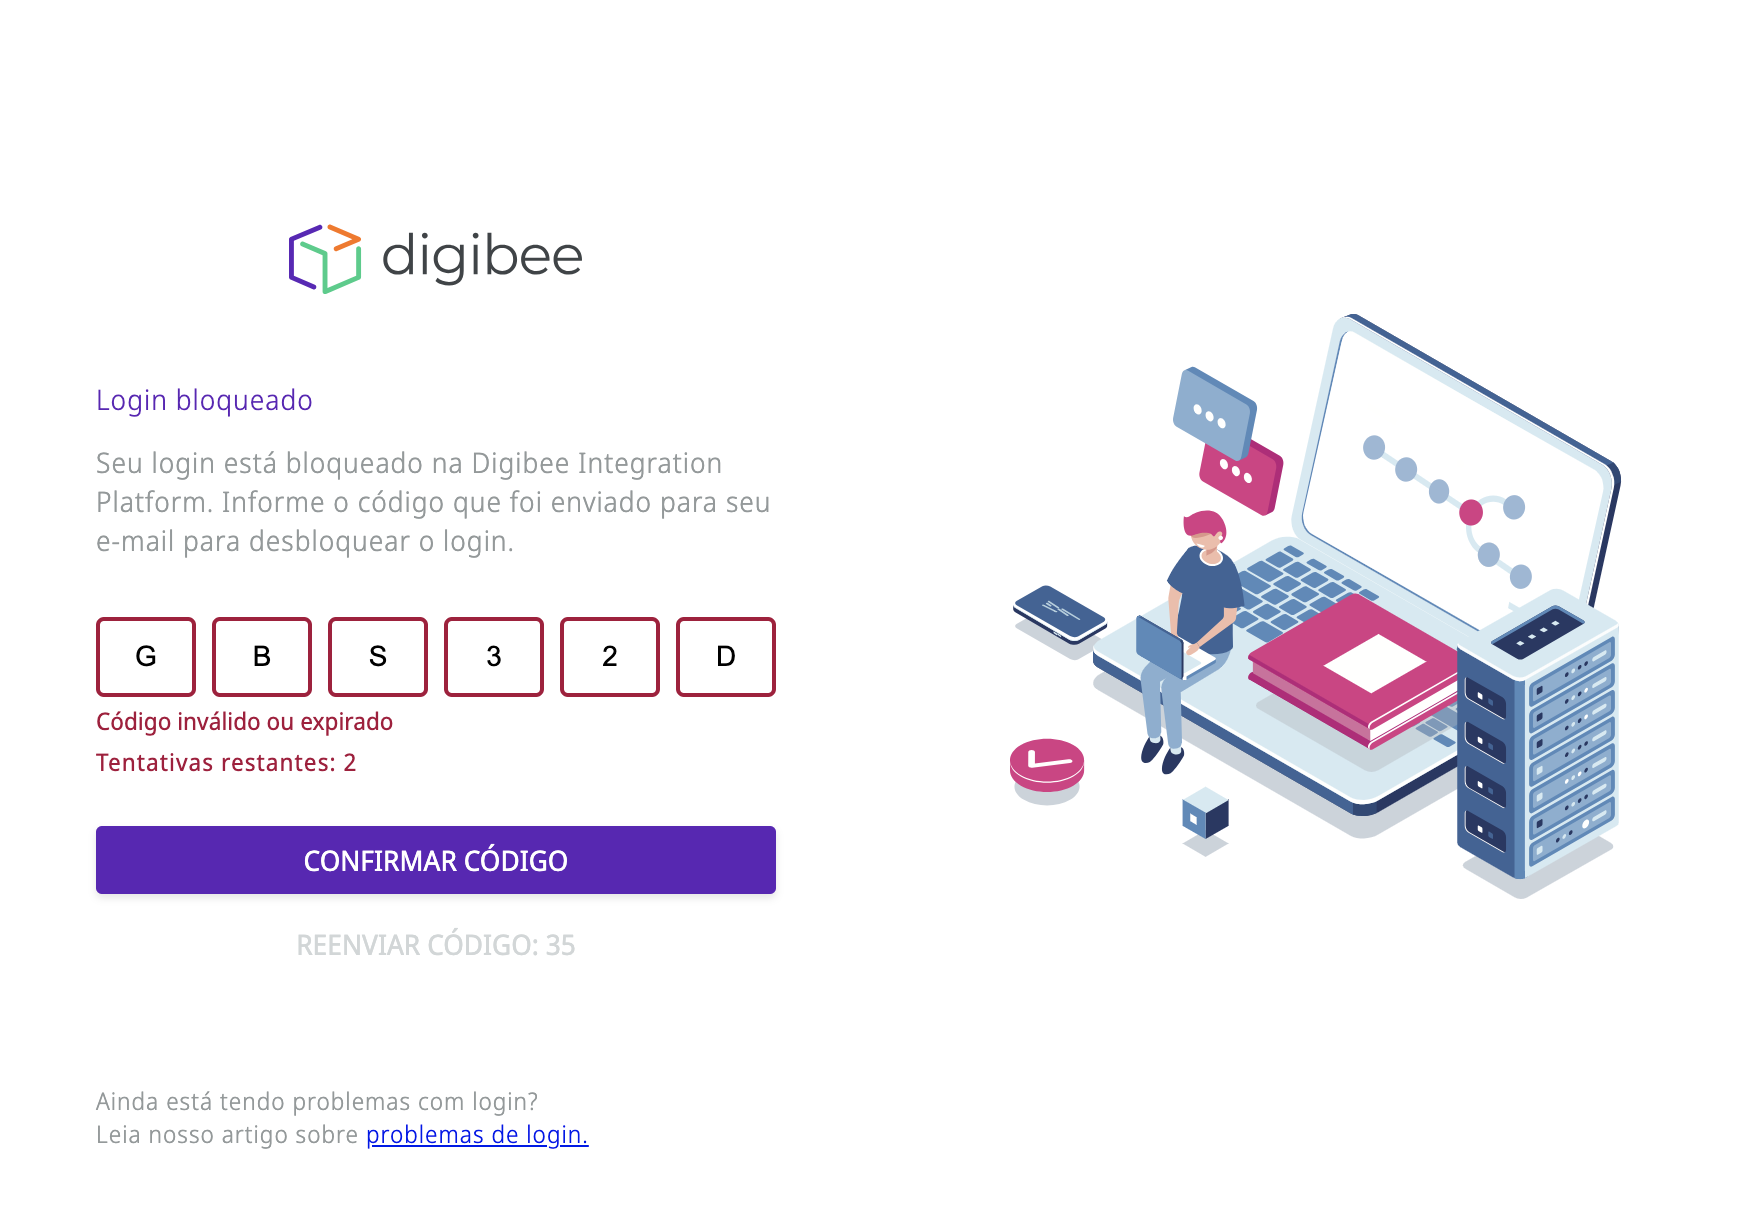 digibee
Login bloqueado
Seu login está bloqueado na Digibee Integration
Platform. Informe o código que foi enviado para seu
e-mail para desbloquear o login.
G B S 3 2 D
Código inválido ou expirado
Tentativas restantes: 2
CONFIRMAR CÓDIGO
REENVIAR CÓDIGO: 35
Ainda está tendo problemas com login?
Leia nosso artigo sobre problemas de login.